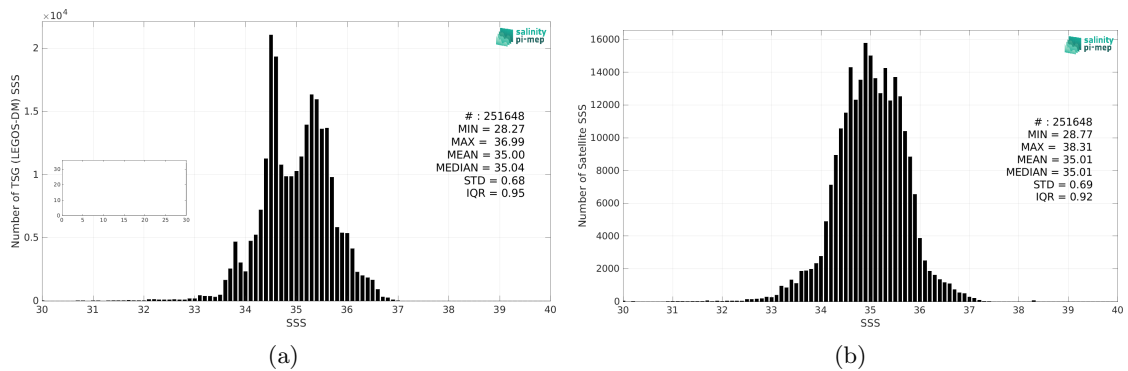 ×10⁴
2
1.5
1
0.5
0
30 31 32 33 34 35 36 37 38 39 40
SSS
Number of TSG (LEGOS-DM) SSS
30
20
10
0
0 5 10 15 20 25 30
salinity
pi-mep
# : 251648
MIN = 28.27
MAX = 36.99
MEAN = 35.00
MEDIAN = 35.04
STD = 0.68
IQR = 0.95
(a)
16000
14000
12000
10000
8000
6000
4000
2000
0
30 31 32 33 34 35 36 37 38 39 40
SSS
Number of Satellite SSS
salinity
pi-mep
# : 251648
MIN = 28.77
MAX = 38.31
MEAN = 35.01
MEDIAN = 35.01
STD = 0.69
IQR = 0.92
(b)